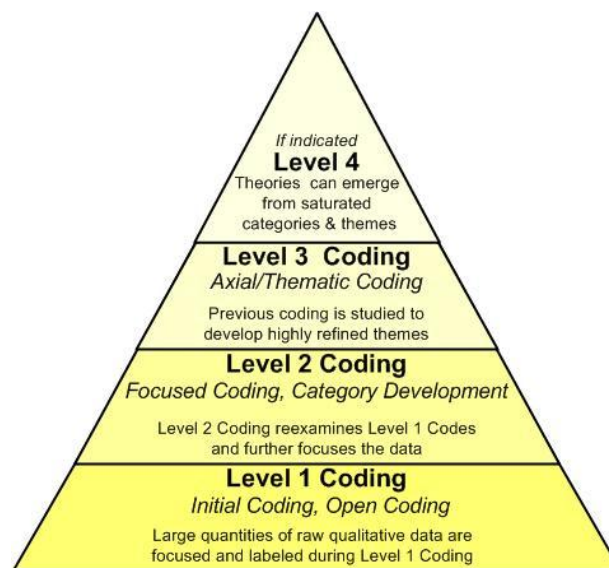 If indicated
Level 4
Theories can emerge
from saturated
categories & themes
Level 3 Coding
Axial/Thematic Coding
Previous coding is studied to
develop highly refined themes
Level 2 Coding
Focused Coding, Category Development
Level 2 Coding reexamines Level 1 Codes
and further focuses the data
Level 1 Coding
Initial Coding, Open Coding
Large quantities of raw qualitative data are
focused and labeled during Level 1 Coding